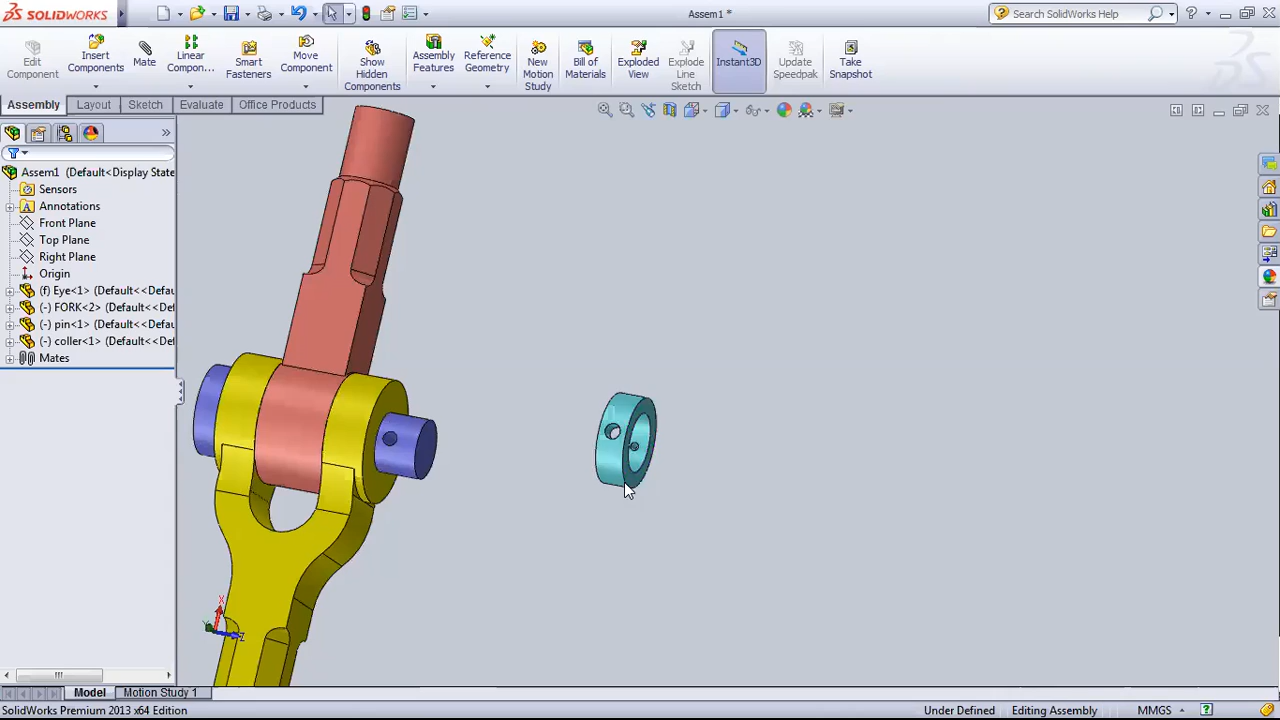 SOLIDWORKS
Assem1 *
Search SolidWorks Help
Edit Component
Insert Components
Mate
Linear Compon...
Smart Fasteners
Move Component
Show Hidden Components
Assembly Features
Reference Geometry
New Motion Study
Bill of Materials
Exploded View
Explode Line Sketch
Instant3D
Update Speedpak
Take Snapshot
Assembly Layout Sketch Evaluate Office Products
Assem1 (Default<Display State
Sensors
Annotations
Front Plane
Top Plane
Right Plane
Origin
(f) Eye<1> (Default<<Defau
(-) FORK<2> (Default<<Def
(-) pin<1> (Default<<Defau
(-) coller<1> (Default<<Def
Mates
X
Y
Z
Model Motion Study 1
SolidWorks Premium 2013 x64 Edition
Under Defined Editing Assembly MMGS